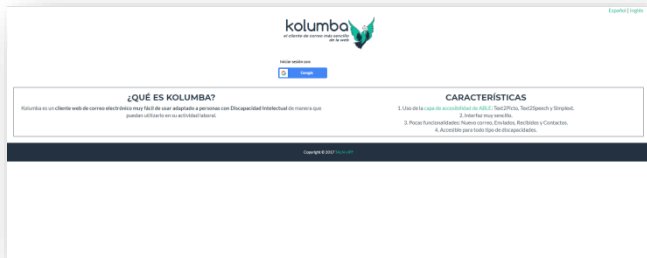 Español | Inglés
kolumba
el cliente de correo más sencillo
de la web
Iniciar sesión con:
G Google
¿QUÉ ES KOLUMBA?
Kolumba es un cliente web de correo electrónico muy fácil de usar adaptado a personas con Discapacidad Intelectual de manera que
puedan utilizarlo en su actividad laboral.
CARACTERÍSTICAS
1. Uso de la capa de accesibilidad de ABLE: Text2Picto, Text2Speech y Simplext.
2. Interfaz muy sencilla.
3. Pocas funcionalidades: Nuevo correo, Enviados, Recibidos y Contactos.
4. Accesible para todo tipo de discapacidades.
Copyright © 2017